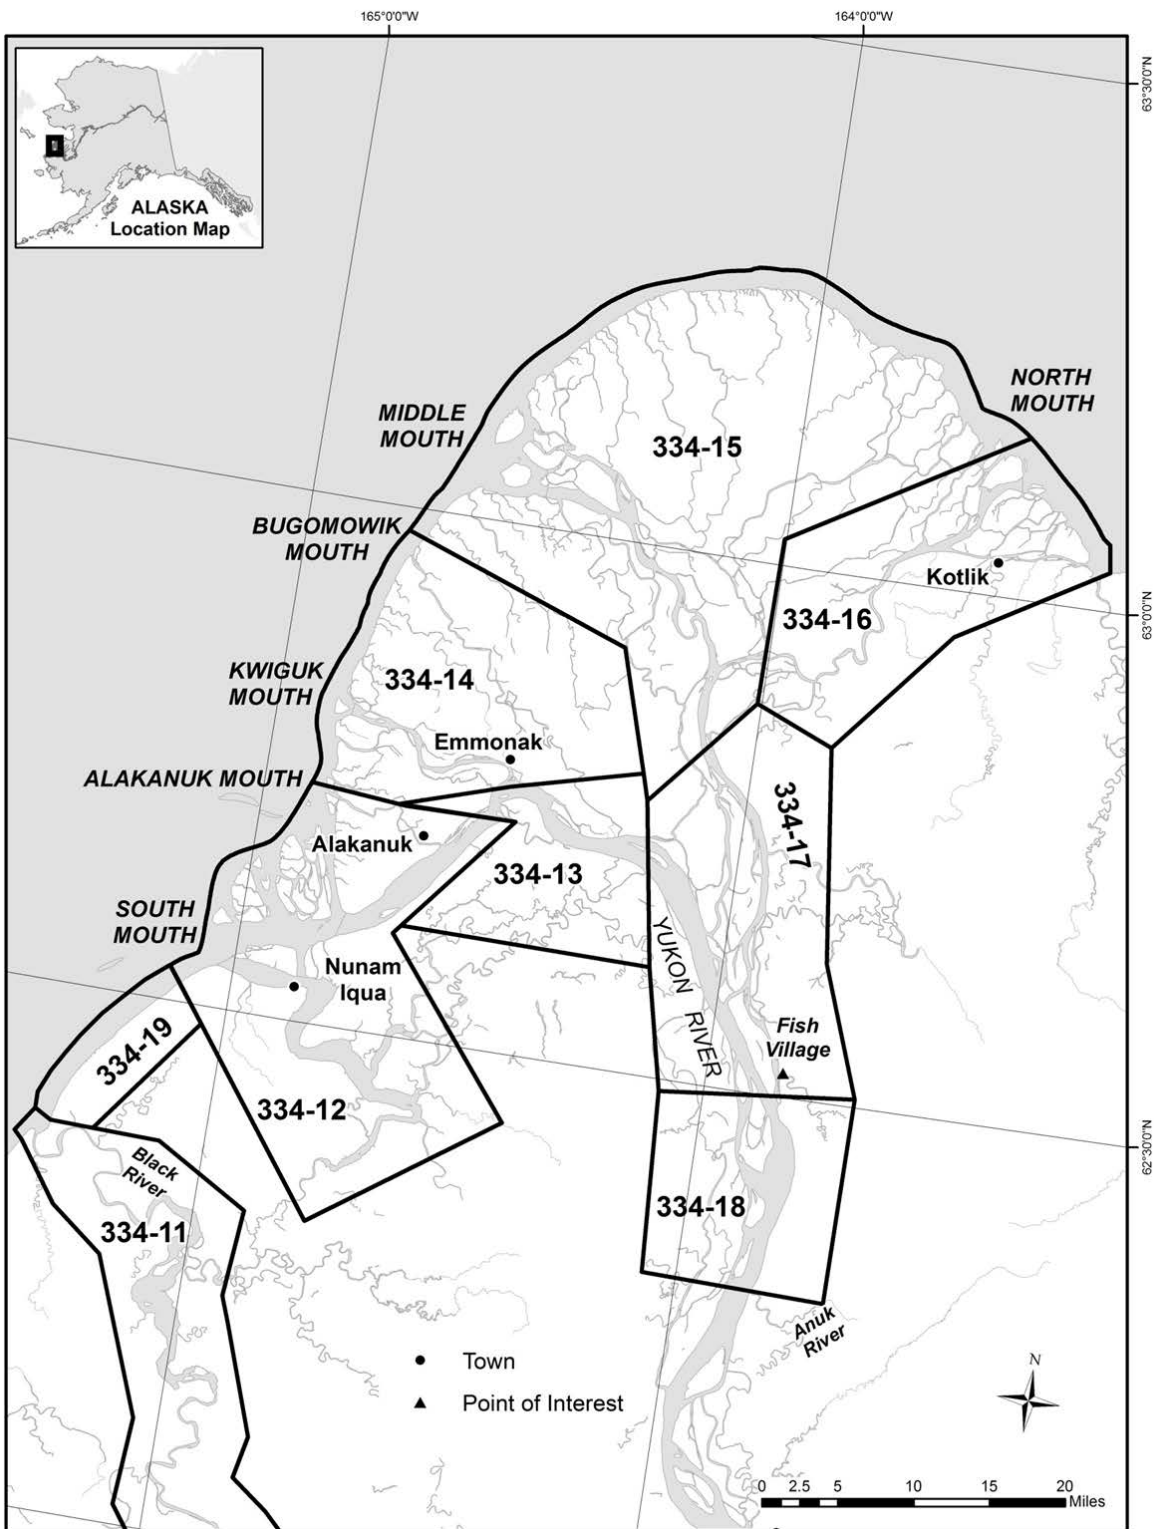 165°0'0"W
164°0'0"W
63°30'0"N
ALASKA
Location Map
NORTH
MOUTH
MIDDLE
MOUTH
334-15
BUGOMOWIK
MOUTH
Kotlik
63°0'0"N
334-16
KWIGUK
MOUTH
334-14
Emmonak
ALAKANUK MOUTH
334-17
Alakanuk
334-13
SOUTH
MOUTH
YUKON RIVER
Nunam
Iqua
334-19
Fish
Village
334-12
62°30'0"N
Black
River
334-18
334-11
Anuk
River
Town
Point of Interest
N
0 2.5 5 10 15 20
Miles